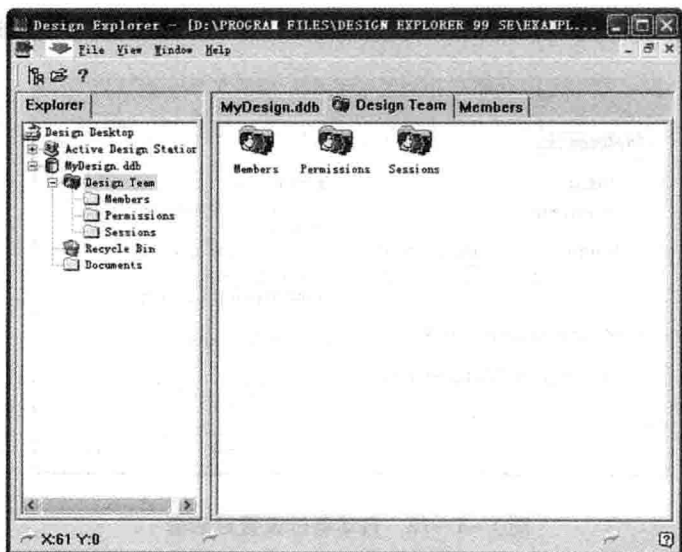 Design Explorer - [D:\PROGRAM FILES\DESIGN EXPLORER 99 SE\EXAMPL...
File View Window Help
?
Explorer
Design Desktop
Active Design Station
MyDesign.ddb
Design Team
Members
Permissions
Sessions
Recycle Bin
Documents
MyDesign.ddb Design Team Members
Members Permissions Sessions
X:61 Y:0